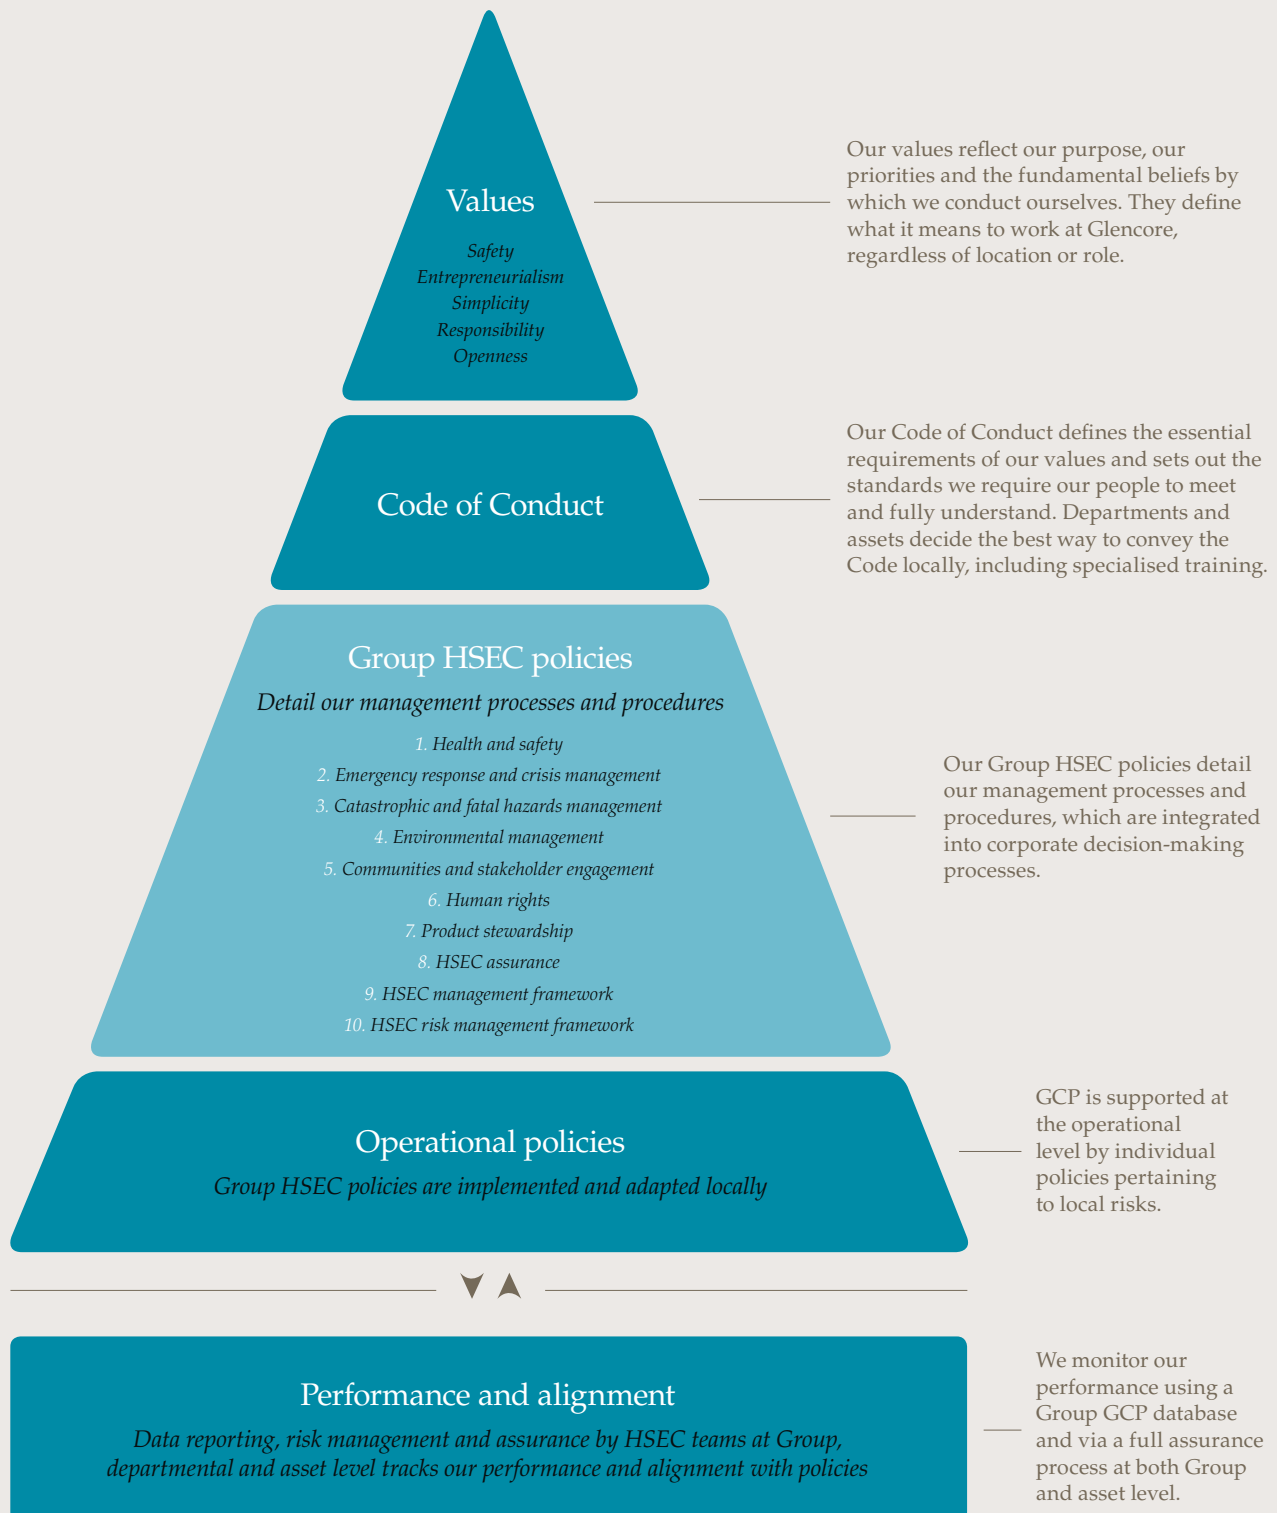 Values
Safety
Entrepreneurialism
Simplicity
Responsibility
Openness
Our values reflect our purpose, our
priorities and the fundamental beliefs by
which we conduct ourselves. They define
what it means to work at Glencore,
regardless of location or role.
Code of Conduct
Our Code of Conduct defines the essential
requirements of our values and sets out the
standards we require our people to meet
and fully understand. Departments and
assets decide the best way to convey the
Code locally, including specialised training.
Group HSEC policies
Detail our management processes and procedures
1. Health and safety
2. Emergency response and crisis management
3. Catastrophic and fatal hazards management
4. Environmental management
5. Communities and stakeholder engagement
6. Human rights
7. Product stewardship
8. HSEC assurance
9. HSEC management framework
10. HSEC risk management framework
Our Group HSEC policies detail
our management processes and
procedures, which are integrated
into corporate decision-making
processes.
Operational policies
Group HSEC policies are implemented and adapted locally
GCP is supported at
the operational
level by individual
policies pertaining
to local risks.
Performance and alignment
Data reporting, risk management and assurance by HSEC teams at Group,
departmental and asset level tracks our performance and alignment with policies
We monitor our
performance using a
Group GCP database
and via a full assurance
process at both Group
and asset level.